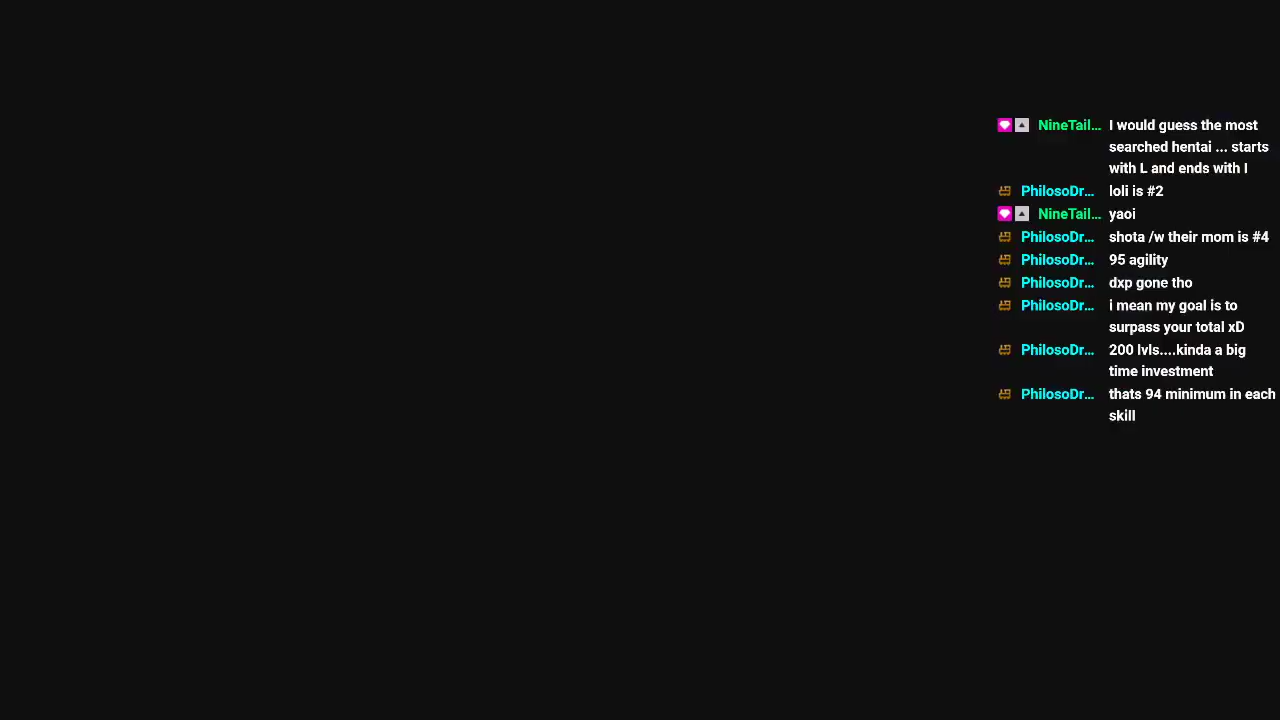 NineTail... I would guess the most
searched hentai ... starts
with L and ends with I
PhilosoDr... loli is #2
NineTail... yaoi
PhilosoDr... shota /w their mom is #4
PhilosoDr... 95 agility
PhilosoDr... dxp gone tho
PhilosoDr... i mean my goal is to
surpass your total xD
PhilosoDr... 200 lvls....kinda a big
time investment
PhilosoDr... thats 94 minimum in each
skill